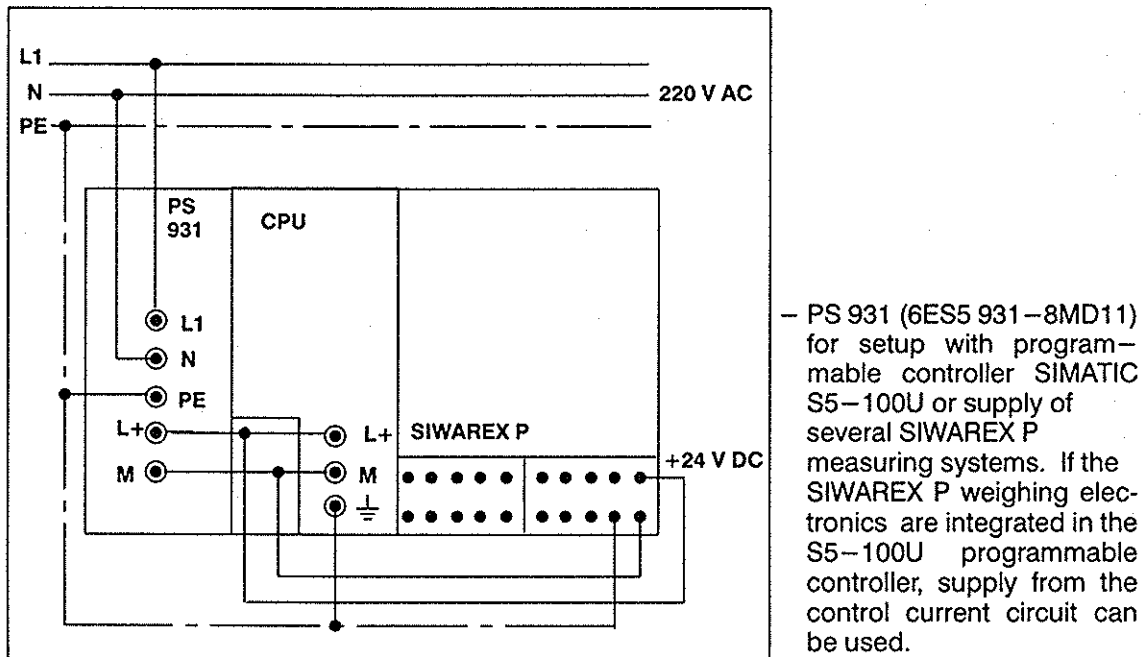 L1
N
220 V AC
PE
PS
931
CPU
L1
N
PE
L+
L+
SIWAREX P
+24 V DC
M
M
– PS 931 (6ES5 931–8MD11)
for setup with program–
mable controller SIMATIC
S5–100U or supply of
several SIWAREX P
measuring systems. If the
SIWAREX P weighing elec-
tronics are integrated in the
S5–100U programmable
controller, supply from the
control current circuit can
be used.